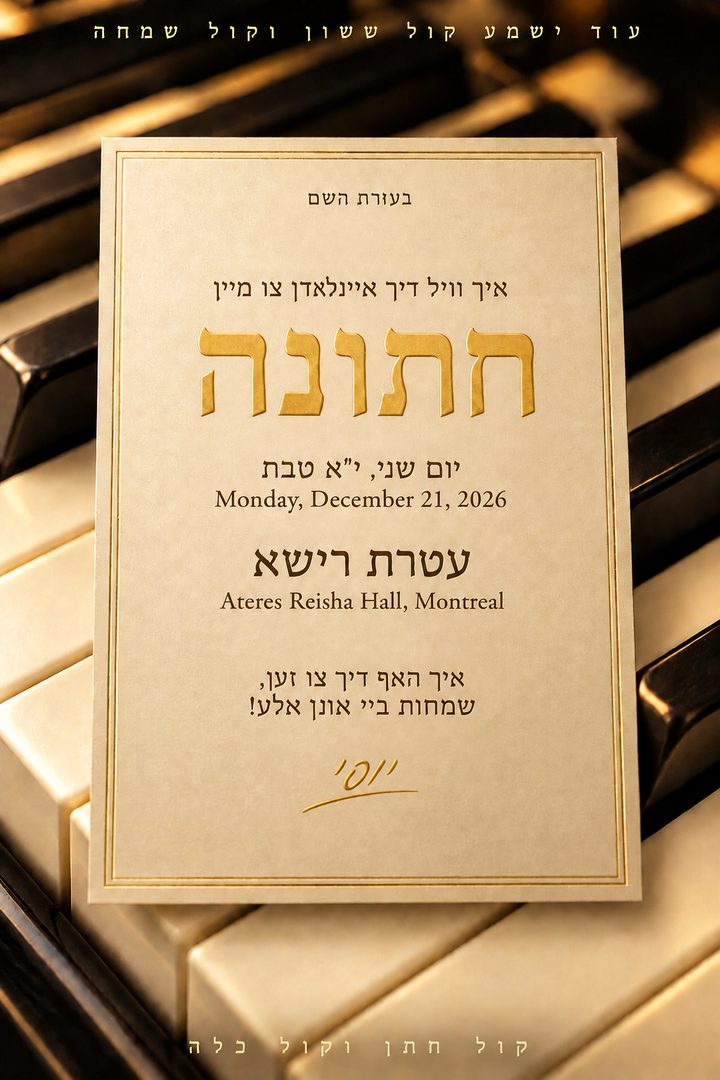 עוד ישמע קול ששון וקול שמחה
בעזרת השם
איך וויל דיך איינלאדן צו מיין
חתונה
יום שני, י"א טבת
Monday, December 21, 2026
עטרת רישא
Ateres Reisha Hall, Montreal
איך האף דיך צו זען,
שמחות ביי אונן אלע!
יוסי
קול חתן וקול כלה